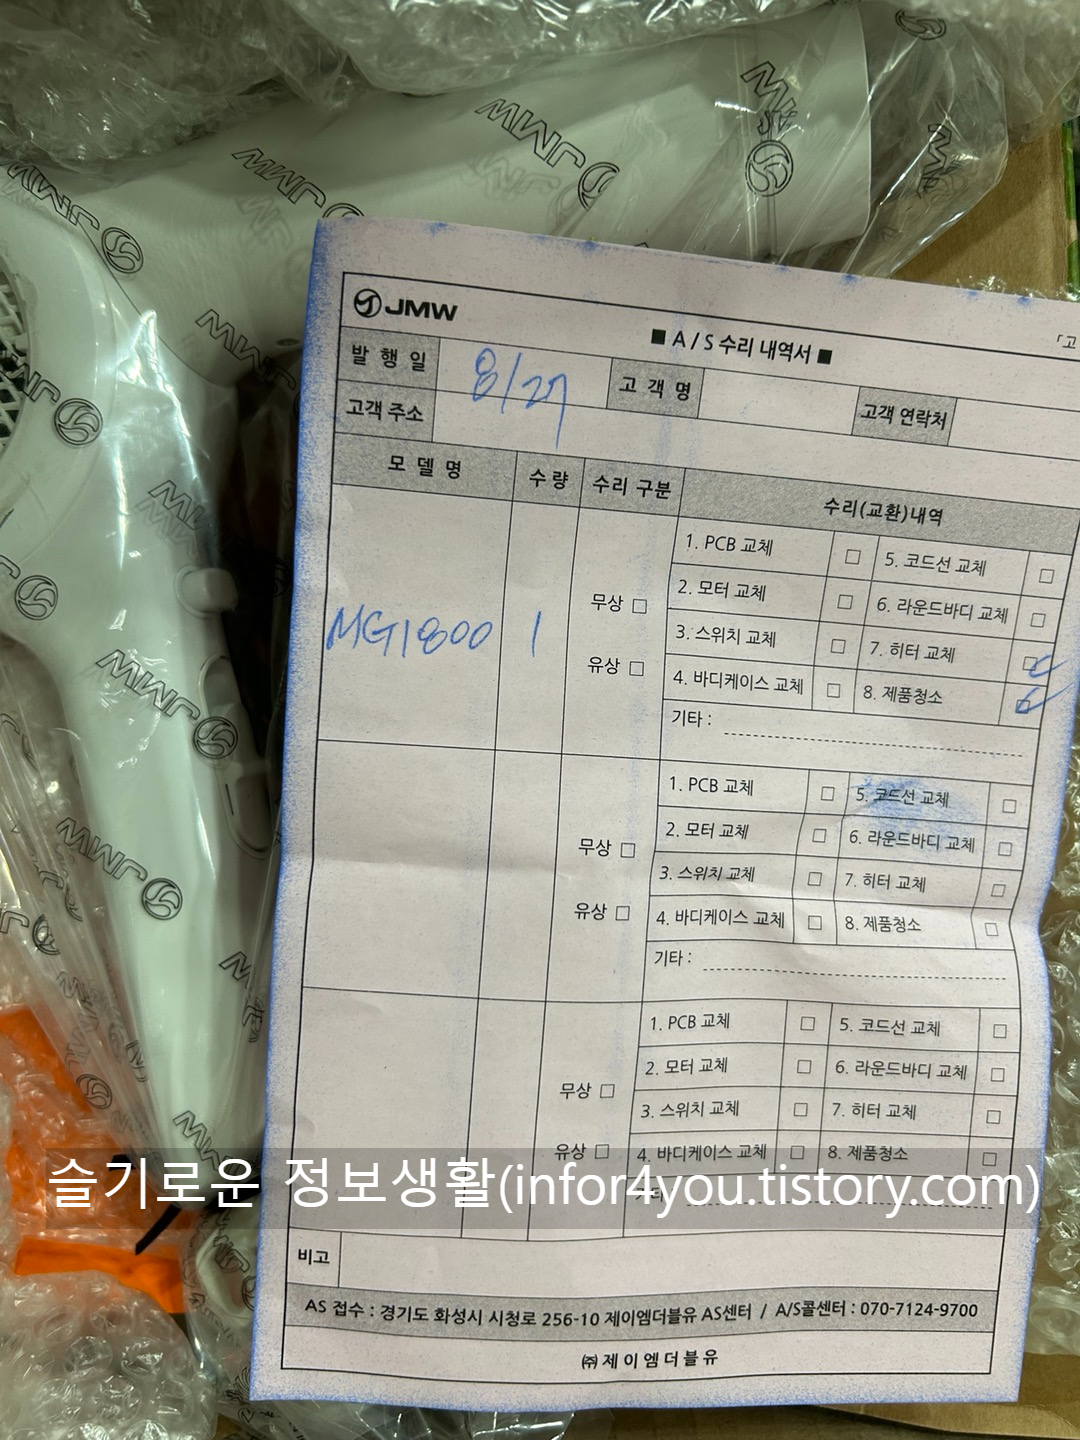 JMW
■ A / S 수리 내역서 ■
「고
발 행 일 8/27 고 객 명 고객 연락처
고객 주소
모 델 명 수 량 수리 구분 수리(교환)내역
MG1800 1 무상 □ 유상 □
1. PCB 교체 □ 5. 코드선 교체 □
2. 모터 교체 □ 6. 라운드바디 교체 □
3. 스위치 교체 □ 7. 히터 교체 □
4. 바디케이스 교체 □ 8. 제품청소 □
기타 :
무상 □ 유상 □
1. PCB 교체 □ 5. 코드선 교체 □
2. 모터 교체 □ 6. 라운드바디 교체 □
3. 스위치 교체 □ 7. 히터 교체 □
4. 바디케이스 교체 □ 8. 제품청소 □
기타 :
무상 □ 유상 □
1. PCB 교체 □ 5. 코드선 교체 □
2. 모터 교체 □ 6. 라운드바디 교체 □
3. 스위치 교체 □ 7. 히터 교체 □
4. 바디케이스 교체 □ 8. 제품청소 □
슬기로운 정보생활(infor4you.tistory.com)
비고
AS 접수 : 경기도 화성시 시청로 256-10 제이엠더블유 AS센터 / A/S콜센터 : 070-7124-9700
㈜제이엠더블유